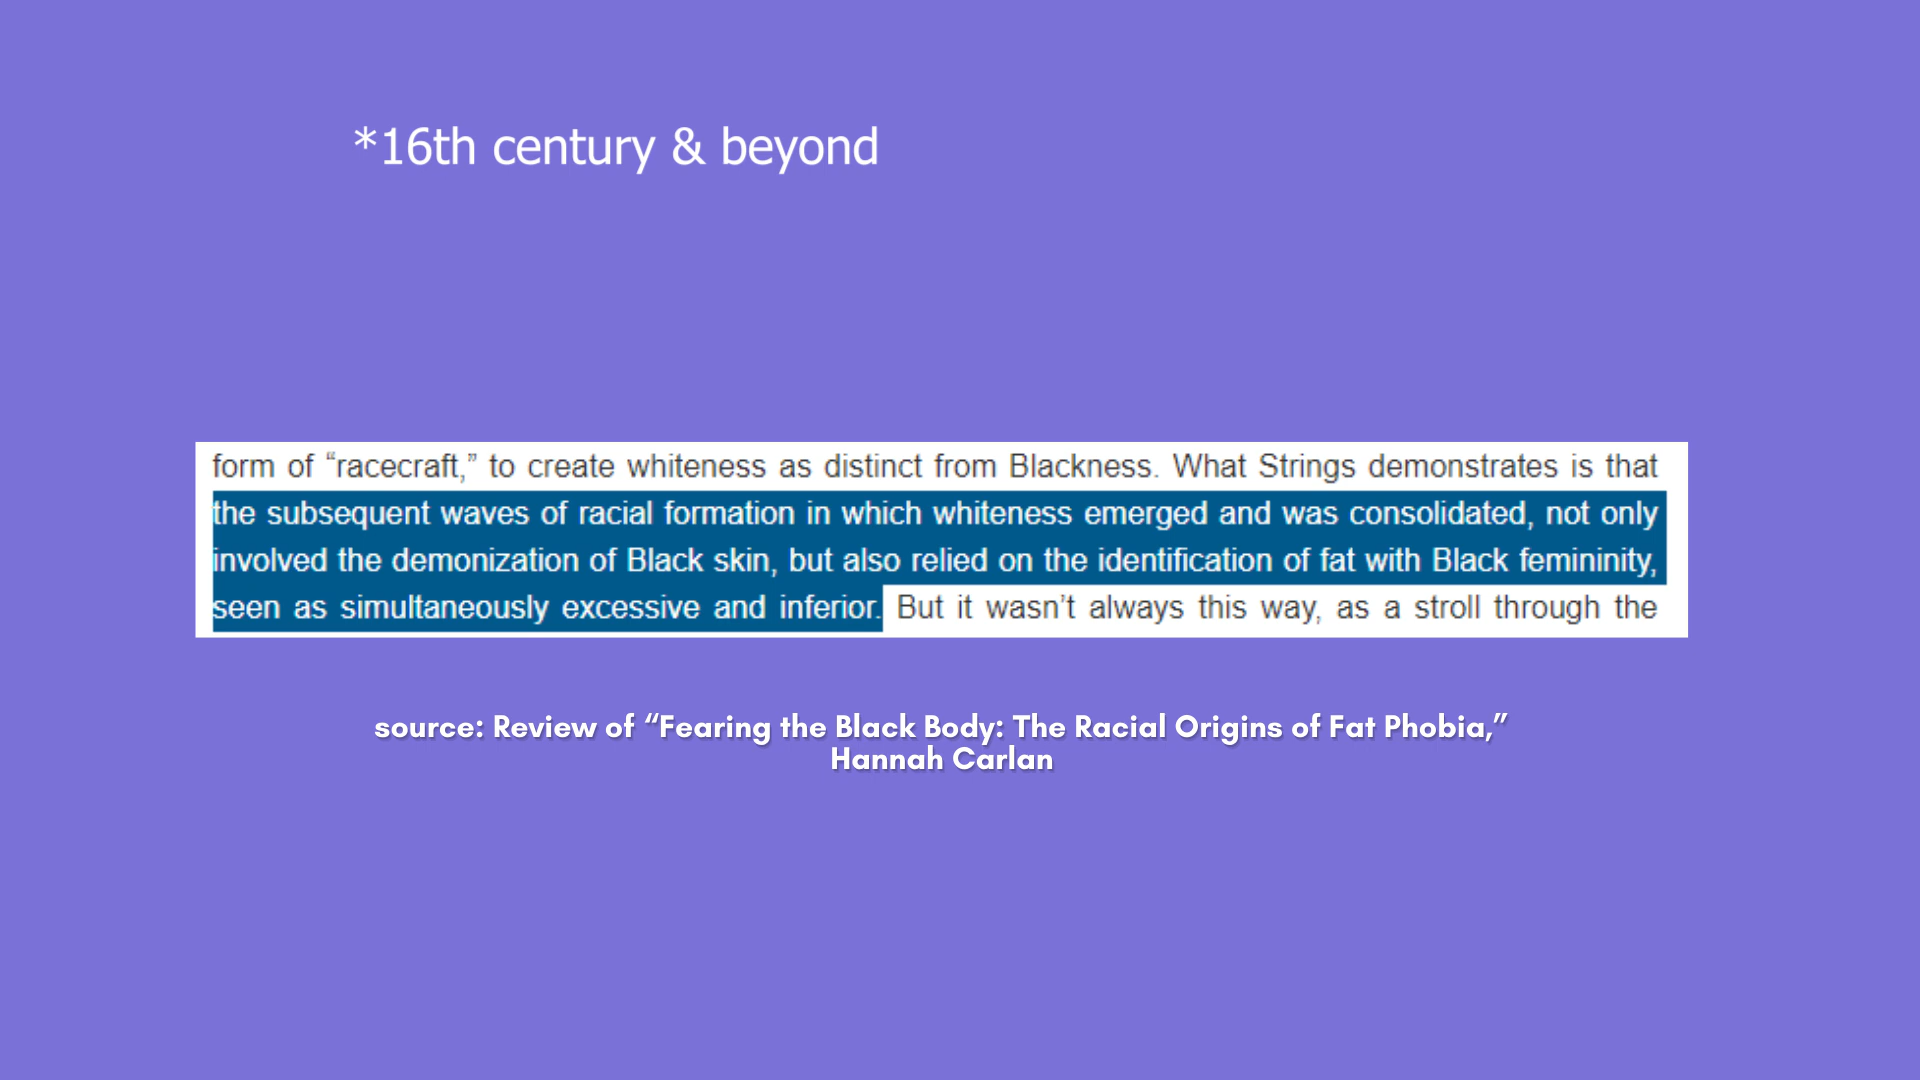 *16th century & beyond
form of “racecraft,” to create whiteness as distinct from Blackness. What Strings demonstrates is that
the subsequent waves of racial formation in which whiteness emerged and was consolidated, not only
involved the demonization of Black skin, but also relied on the identification of fat with Black femininity,
seen as simultaneously excessive and inferior. But it wasn’t always this way, as a stroll through the
source: Review of “Fearing the Black Body: The Racial Origins of Fat Phobia,”
Hannah Carlan